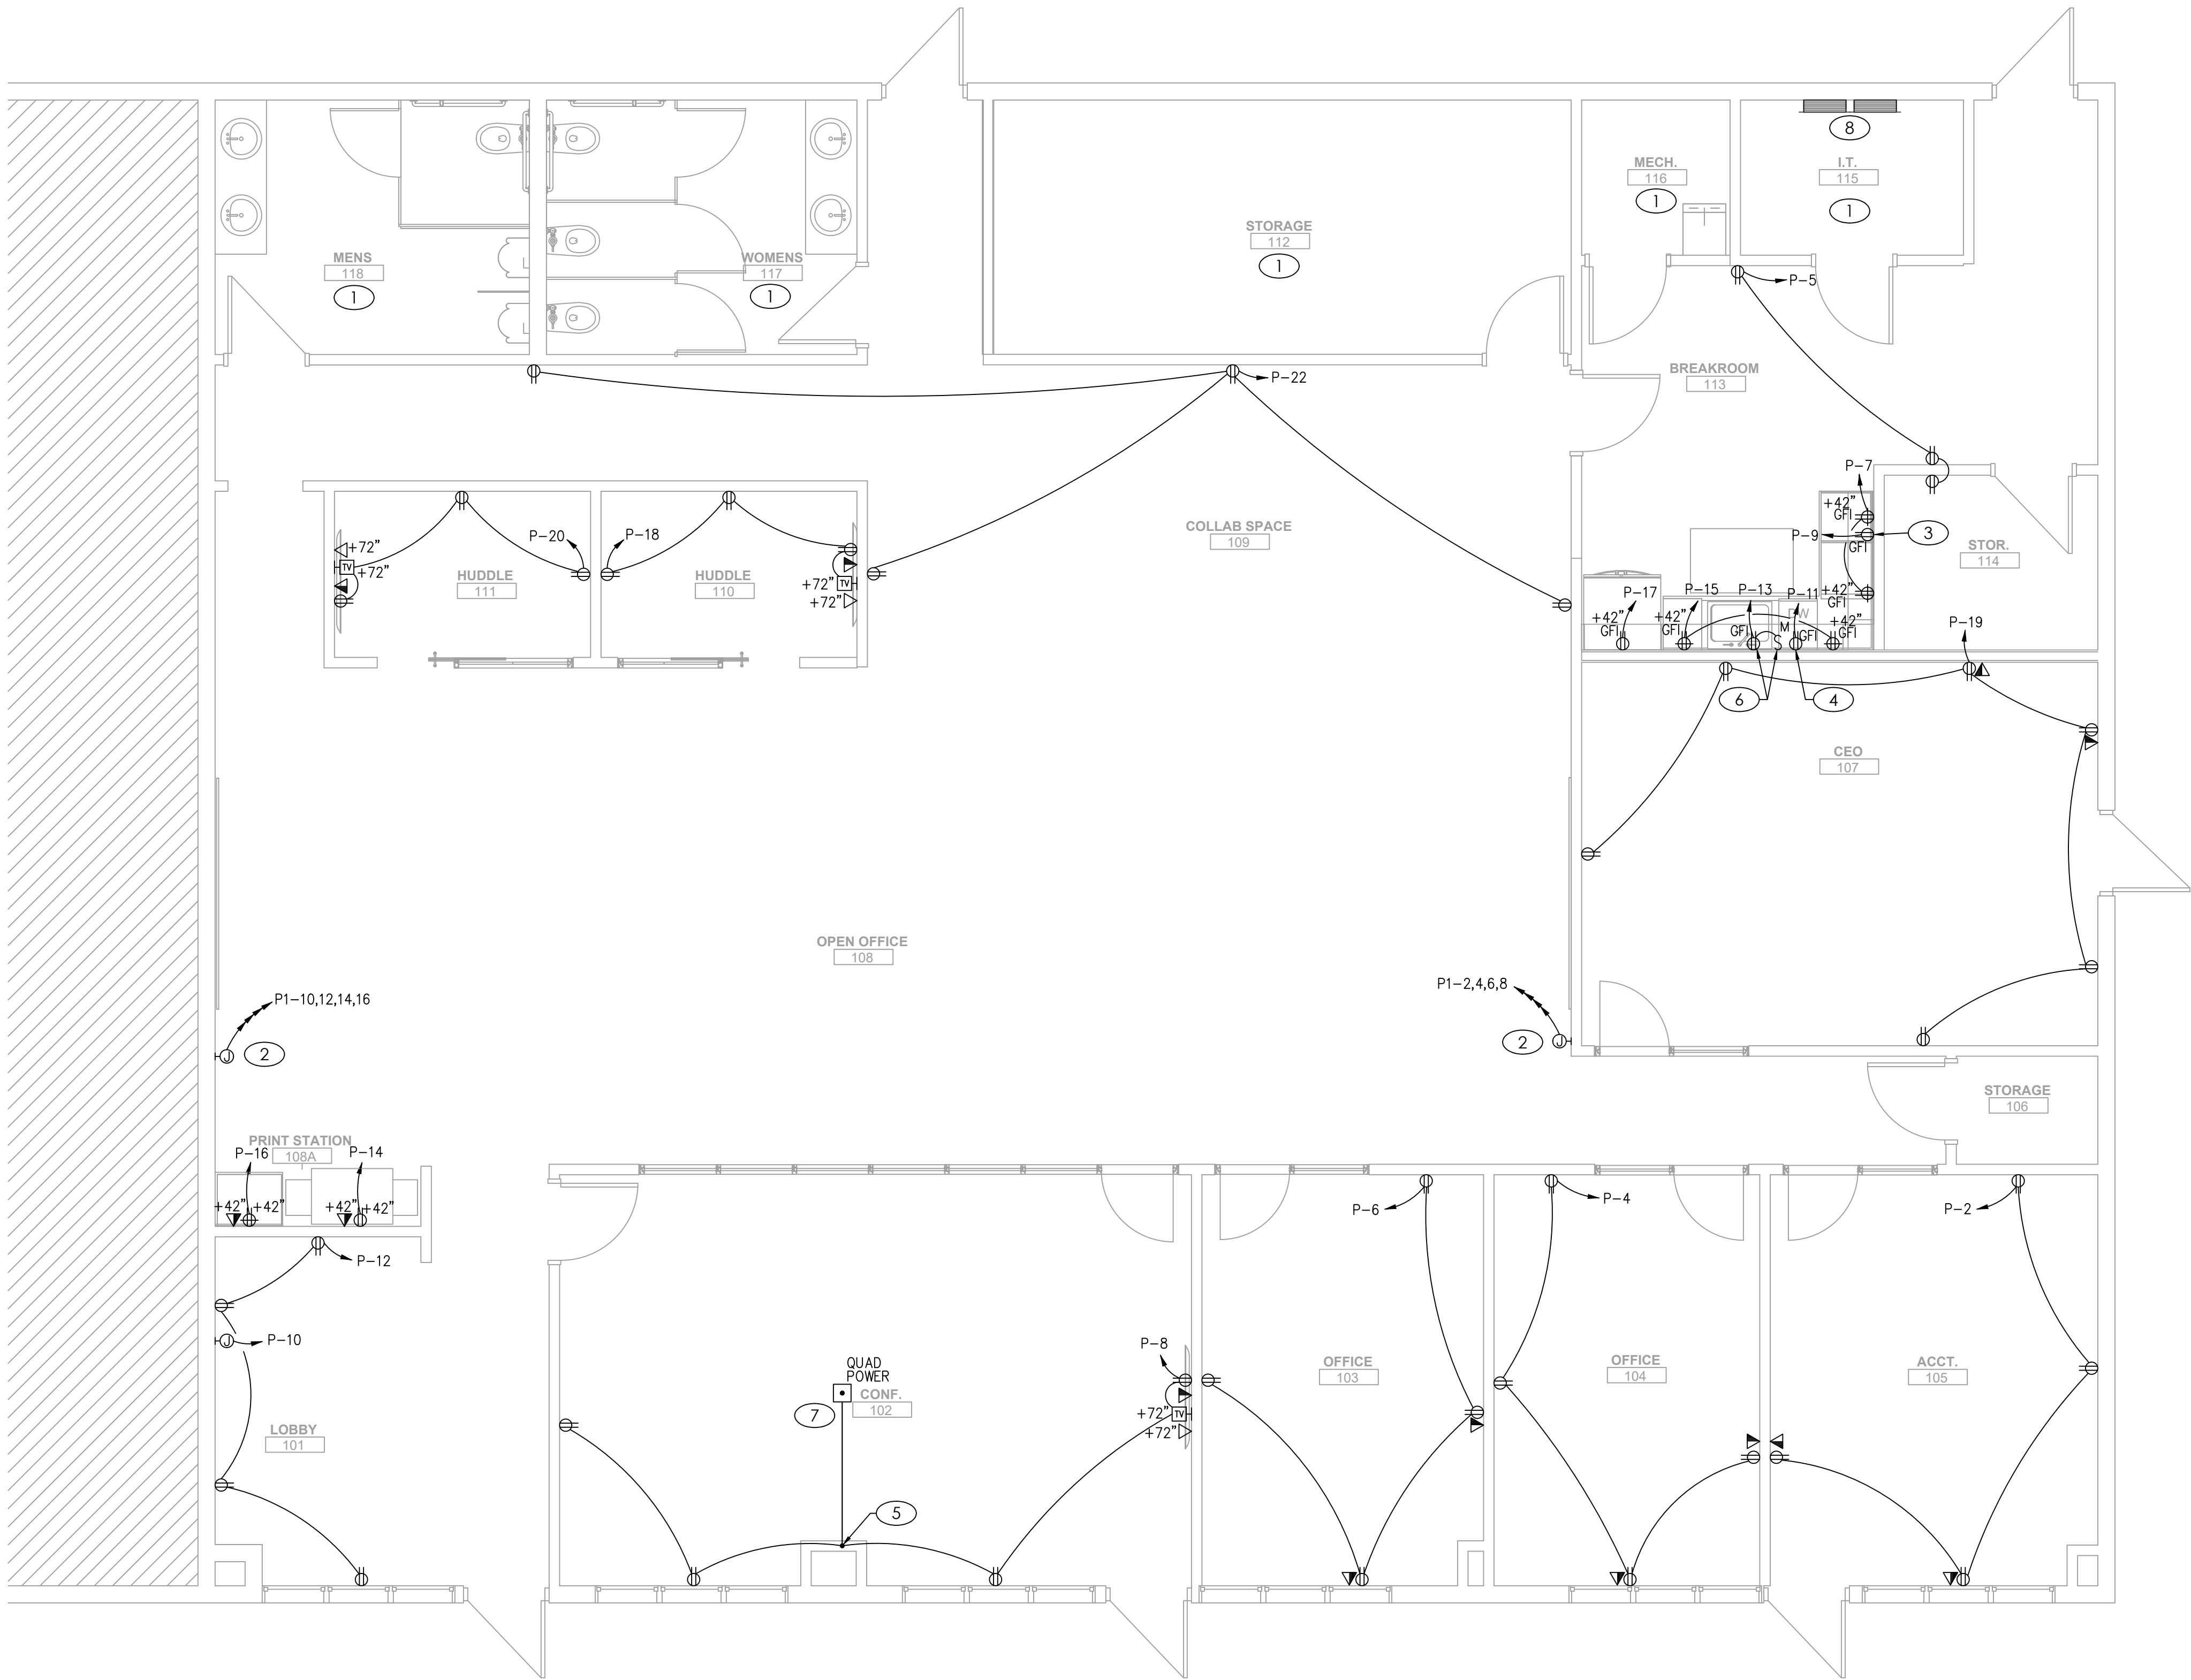 8
MECH.
116
1
I.T.
115
1
STORAGE
112
1
MENS
118
1
WOMENS
117
1
P-5
BREAKROOM
113
P-22
P-7
+42"
GFI
P-9
GFI
3
STOR.
114
COLLAB SPACE
109
P-20
P-18
+72"
TV
+72"
HUDDLE
111
HUDDLE
110
+72"
TV
+72"
P-17
+42"
GFI
P-15
+42"
GFI
P-13
GFI
S
M
P-11
DW
GFI
+42"
GFI
+42"
GFI
P-19
6
4
CEO
107
OPEN OFFICE
108
P1-10,12,14,16
J
2
P1-2,4,6,8
2
J
STORAGE
106
PRINT STATION
108A
P-16
P-14
+42"
+42"
+42"
+42"
P-12
J
P-10
LOBBY
101
P-6
P-4
P-2
QUAD
POWER
7
CONF.
102
P-8
+72"
TV
+72"
OFFICE
103
OFFICE
104
ACCT.
105
5